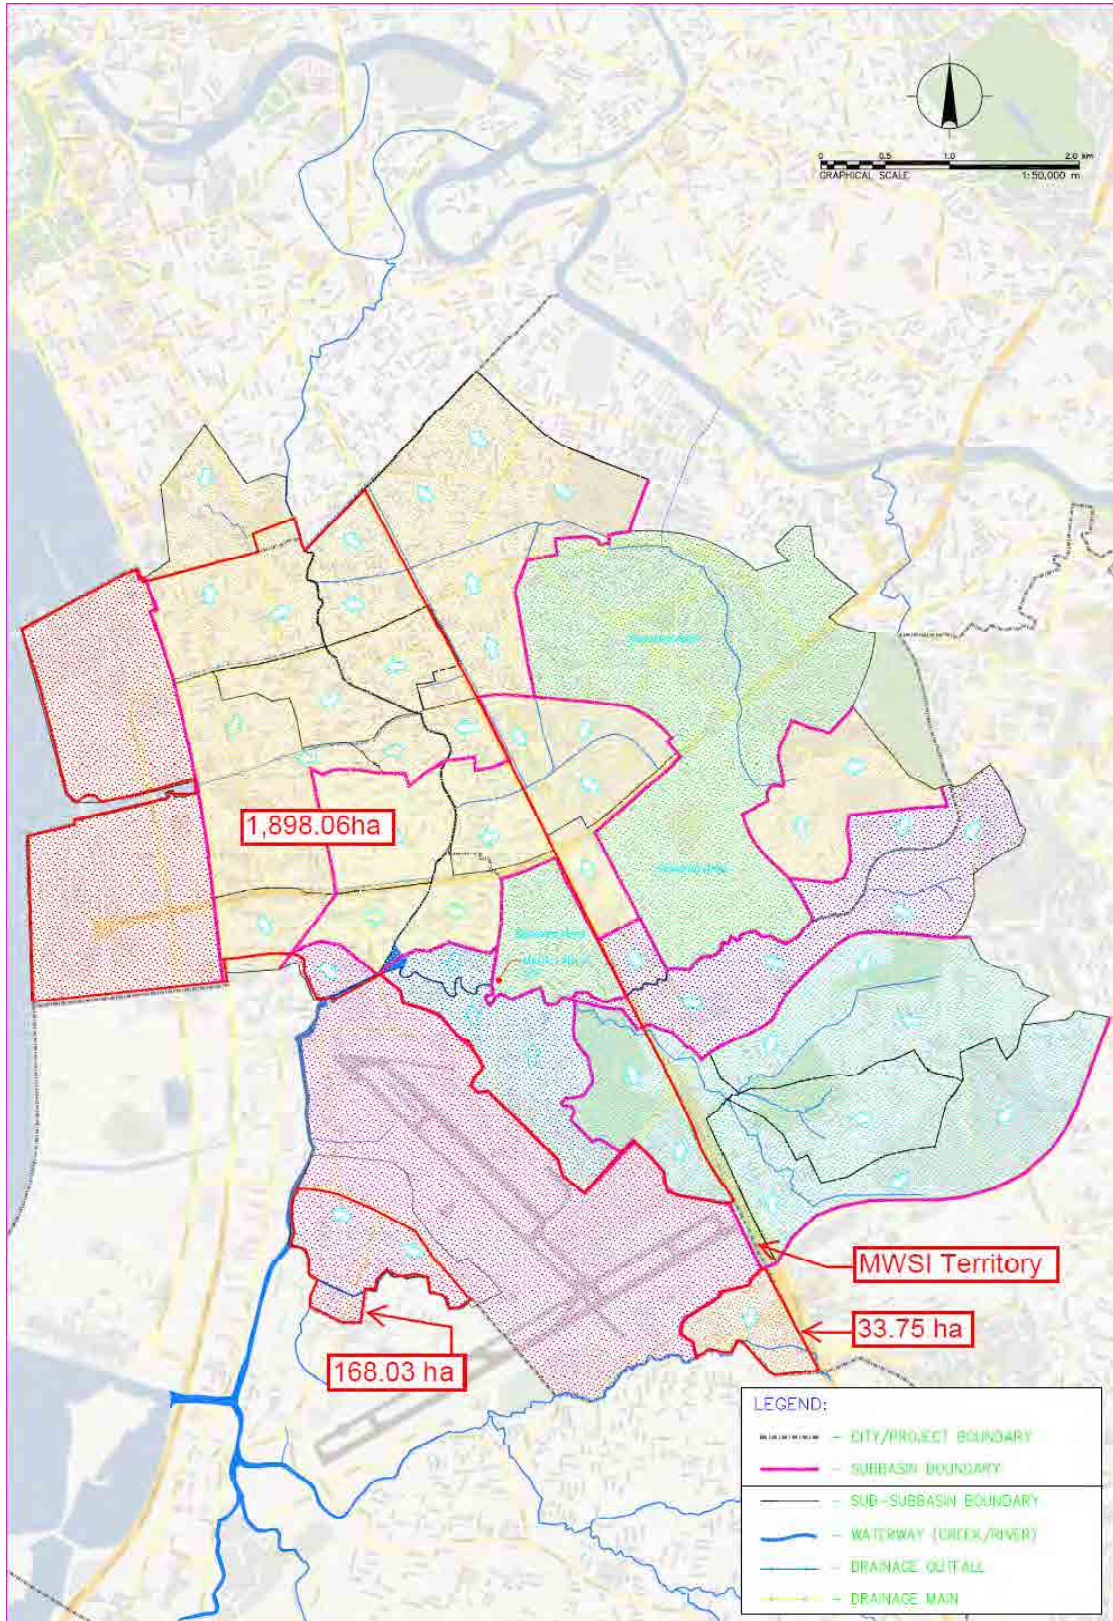 0 0.5 1.0 2.0 km
GRAPHICAL SCALE 1:50,000 m
1,898.06ha
MWSI Territory
33.75 ha
168.03 ha
LEGEND:
- CITY/PROJECT BOUNDARY
- SUBBASIN BOUNDARY
- SUB-SUBBASIN BOUNDARY
- WATERWAY (CREEK/RIVER)
- DRAINAGE OUTFALL
- DRAINAGE MAIN